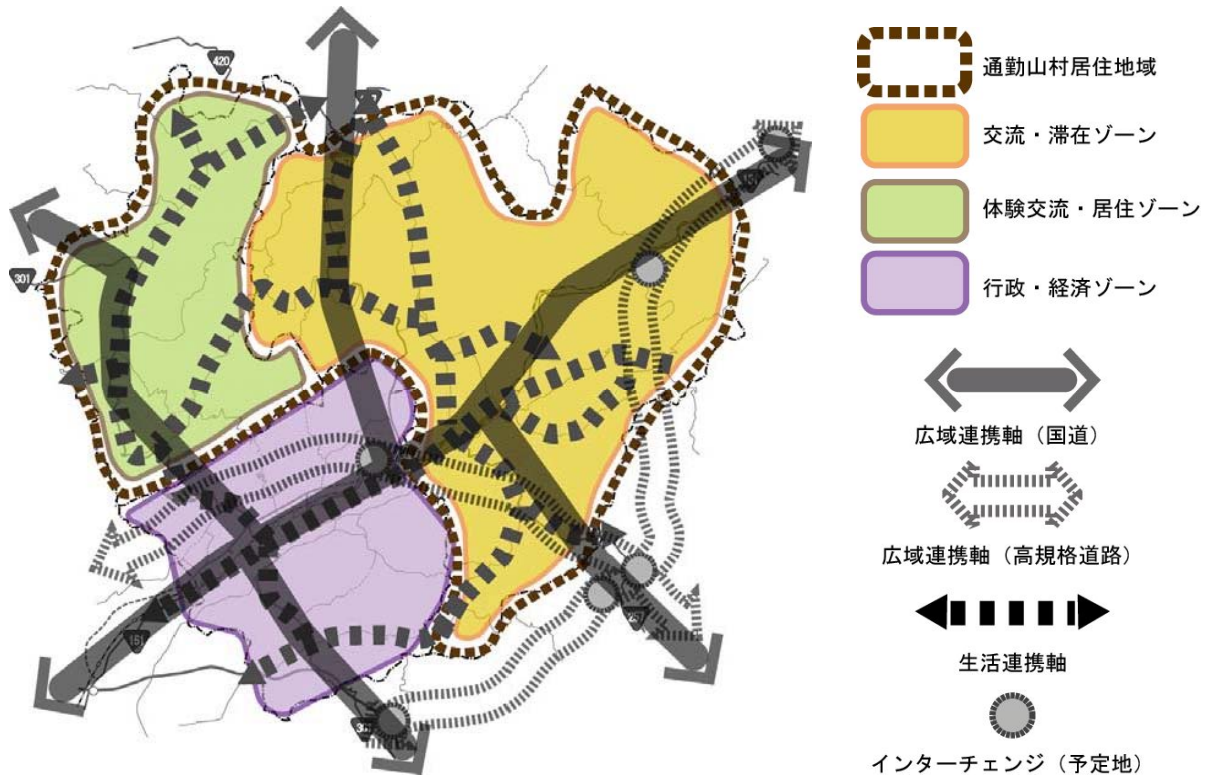 420
301
151
通勤山村居住地域
交流・滞在ゾーン
体験交流・居住ゾーン
行政・経済ゾーン
広域連携軸（国道）
広域連携軸（高規格道路）
生活連携軸
インターチェンジ（予定地）